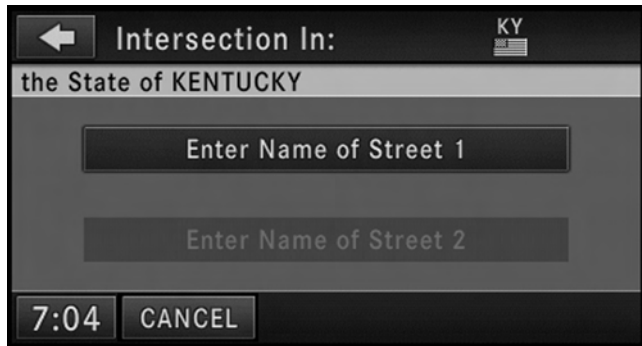 Intersection In:
KY
the State of KENTUCKY
Enter Name of Street 1
Enter Name of Street 2
7:04 CANCEL